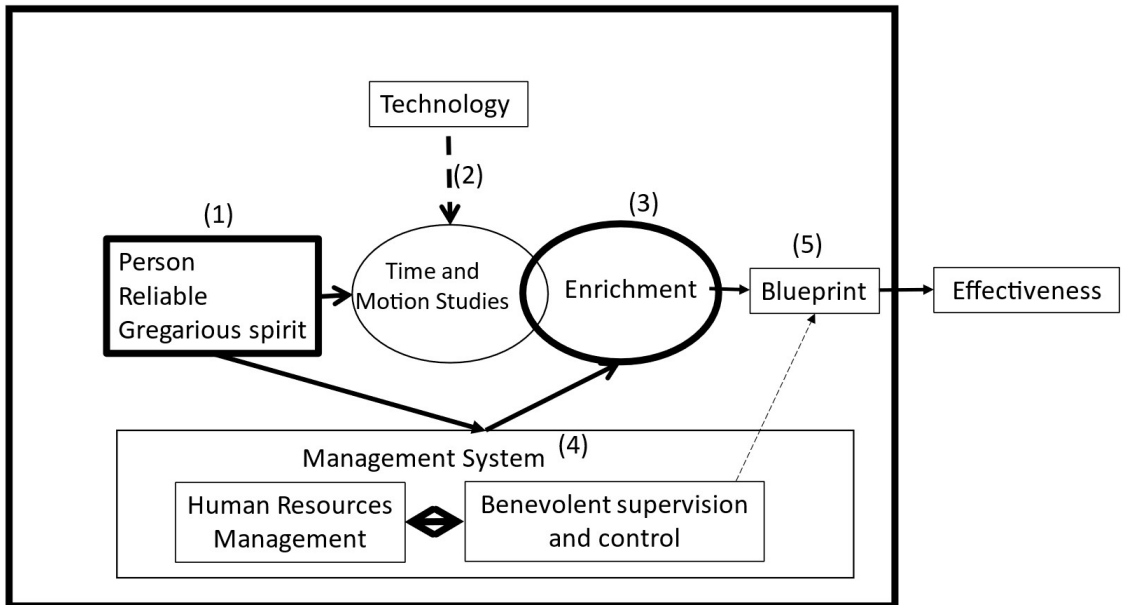 Technology
(2)
(1)
(3)
Person
Reliable
Gregarious spirit
Time and
Motion Studies
Enrichment
(5)
Blueprint
Effectiveness
(4)
Management System
Human Resources
Management
Benevolent supervision
and control